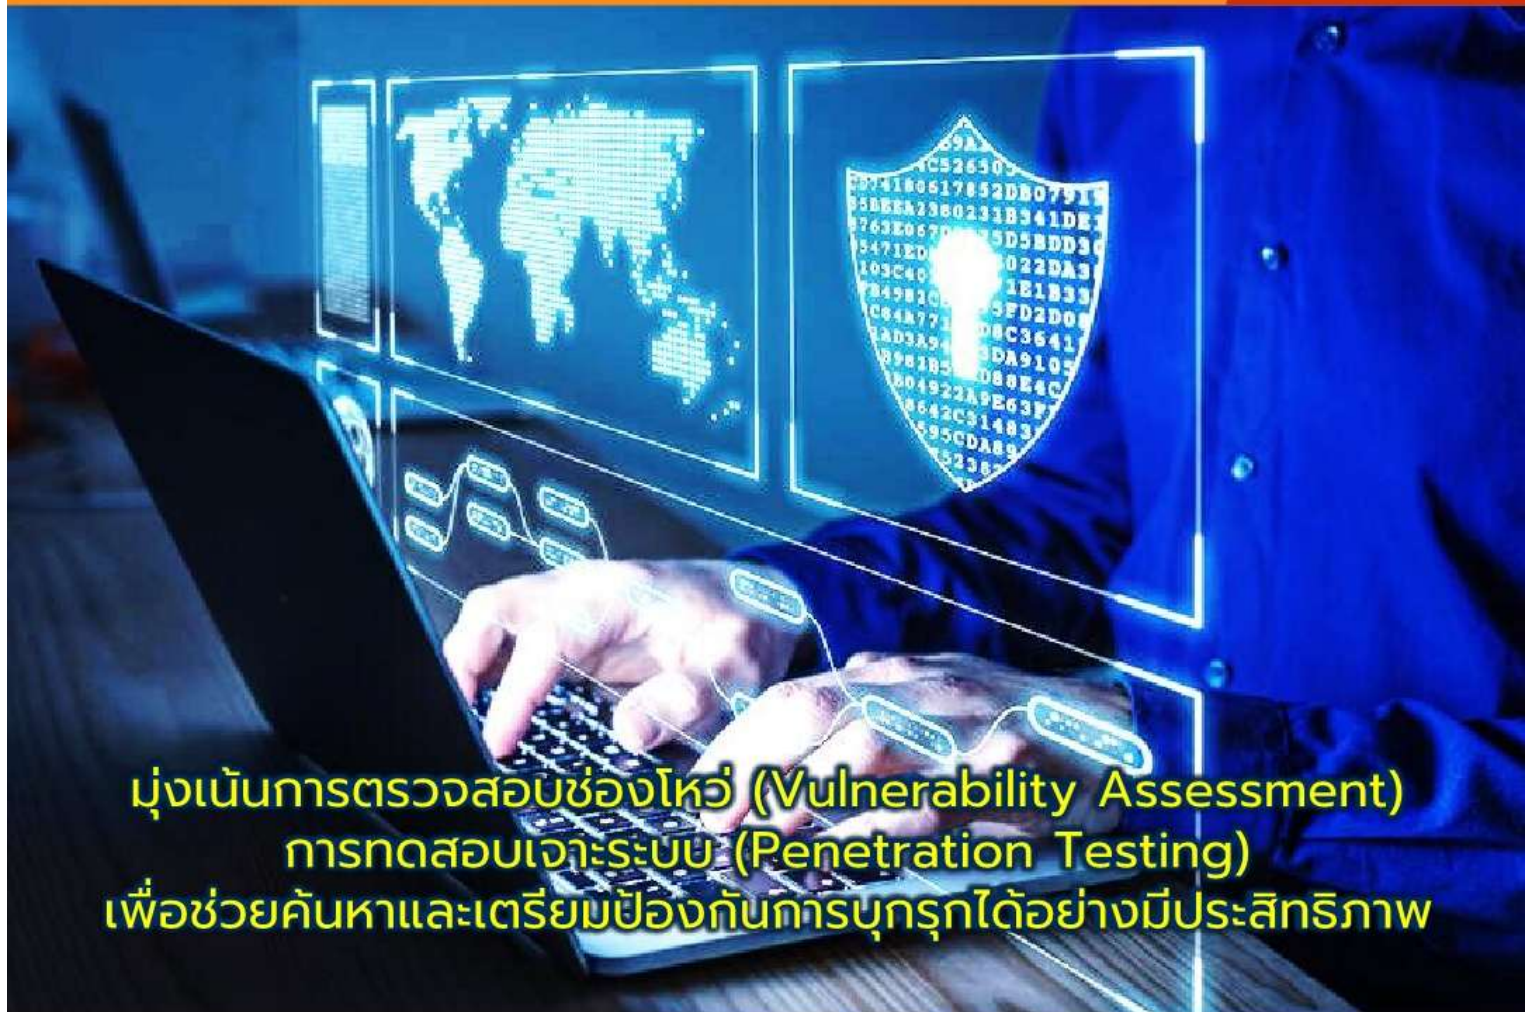 มุ่งเน้นการตรวจสอบช่องโหว่ (Vulnerability Assessment)
การทดสอบเจาะระบบ (Penetration Testing)
เพื่อช่วยค้นหาและเตรียมป้องกันการบุกรุกได้อย่างมีประสิทธิภาพ